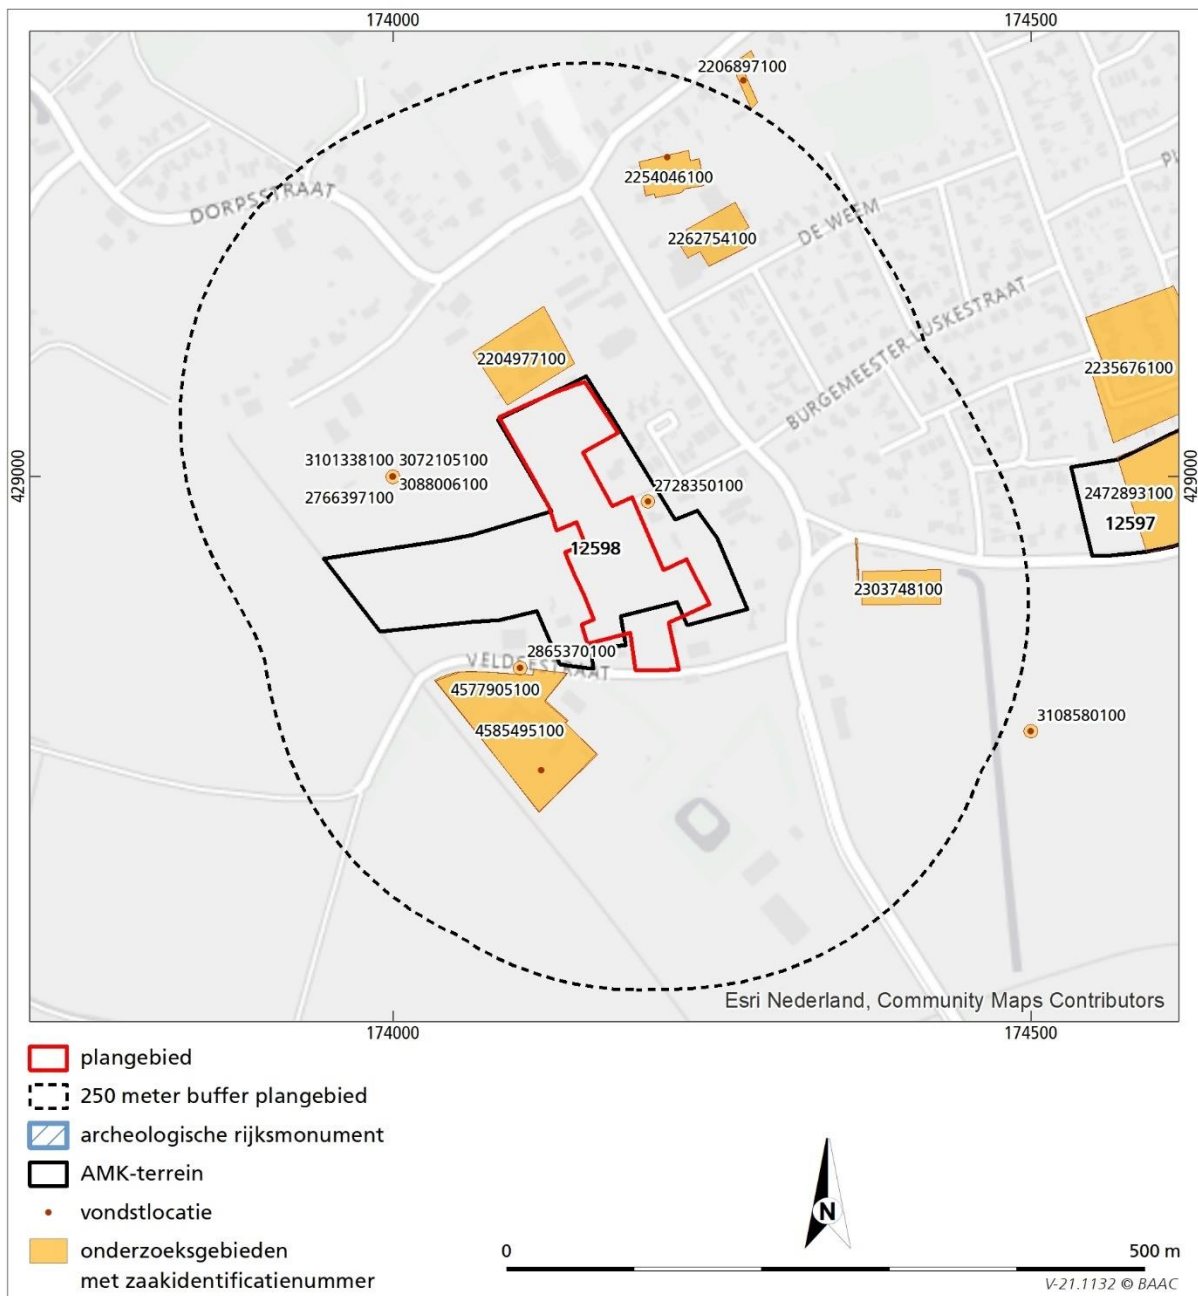 174000
174500
2206897100
DORPSSTRAAT
2254046100
DE WEEM
2262754100
BURGEMEESTER LUSKESTRAAT
2204977100
2235676100
429000
429000
3101338100 3072105100
2766397100 3088006100
2728350100
2472893100
12597
12598
2303748100
2865370100
VELDSESTRAAT
4577905100
4585495100
3108580100
Esri Nederland, Community Maps Contributors
174000
174500
plangebied
250 meter buffer plangebied
archeologische rijksmonument
AMK-terrein
vondstlocatie
onderzoeksgebieden
met zaakidentificatienummer
N
0
500 m
V-21.1132 © BAAC